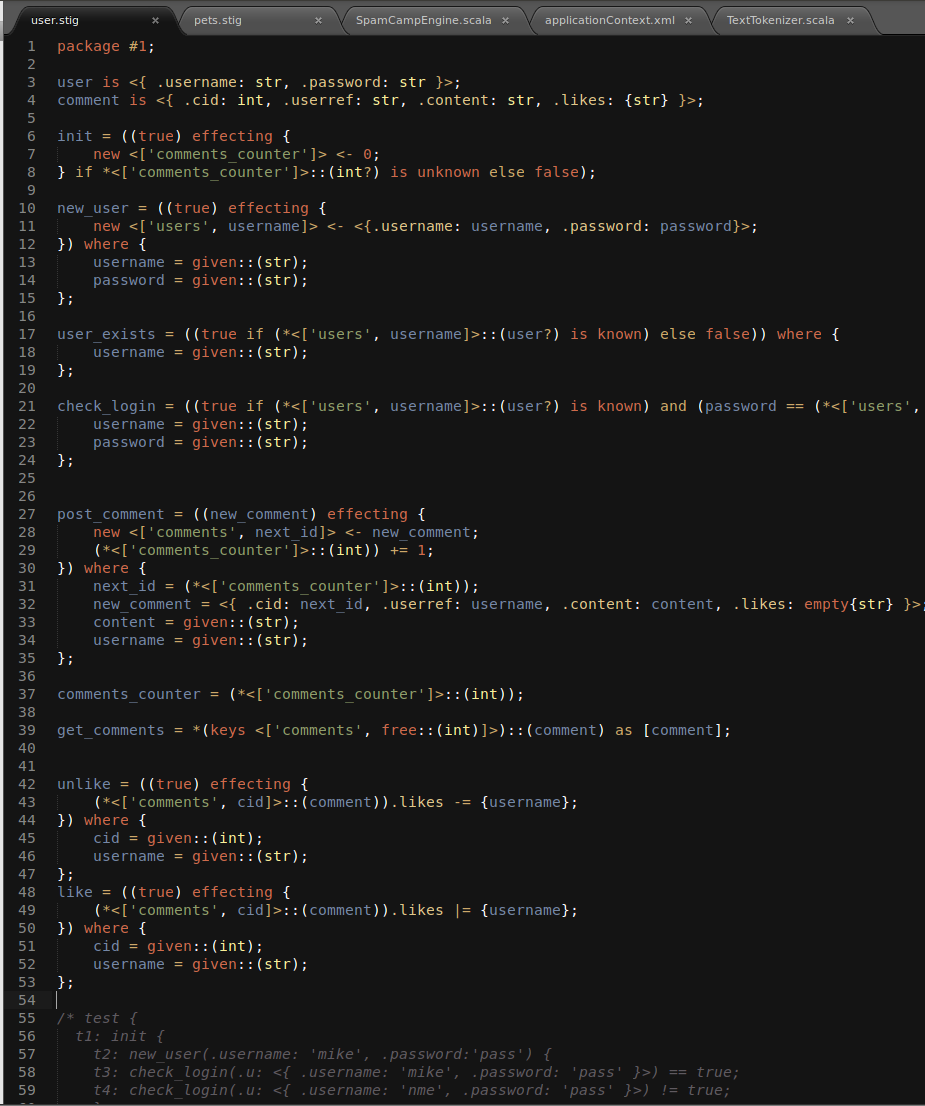 user.stig × pets.stig × SpamCampEngine.scala × applicationContext.xml × TextTokenizer.scala ×
1 package #1;
2
3 user is <{ .username: str, .password: str }>;
4 comment is <{ .cid: int, .userref: str, .content: str, .likes: {str} }>;
5
6 init = ((true) effecting {
7     new <['comments_counter']> <- 0;
8 } if *<['comments_counter']>::(int?) is unknown else false);
9
10 new_user = ((true) effecting {
11     new <['users', username]> <- <{.username: username, .password: password}>;
12 }) where {
13     username = given::(str);
14     password = given::(str);
15 };
16
17 user_exists = ((true if (*<['users', username]>::(user?) is known) else false)) where {
18     username = given::(str);
19 };
20
21 check_login = ((true if (*<['users', username]>::(user?) is known) and (password == (*<['users',
22     username = given::(str);
23     password = given::(str);
24 };
25
26
27 post_comment = ((new_comment) effecting {
28     new <['comments', next_id]> <- new_comment;
29     (*<['comments_counter']>::(int)) += 1;
30 }) where {
31     next_id = (*<['comments_counter']>::(int));
32     new_comment = <{ .cid: next_id, .userref: username, .content: content, .likes: empty{str} }>;
33     content = given::(str);
34     username = given::(str);
35 };
36
37 comments_counter = (*<['comments_counter']>::(int));
38
39 get_comments = *(keys <['comments', free::(int)]>)::(comment) as [comment];
40
41
42 unlike = ((true) effecting {
43     (*<['comments', cid]>::(comment)).likes -= {username};
44 }) where {
45     cid = given::(int);
46     username = given::(str);
47 };
48 like = ((true) effecting {
49     (*<['comments', cid]>::(comment)).likes |= {username};
50 }) where {
51     cid = given::(int);
52     username = given::(str);
53 };
54
55 /* test {
56   t1: init {
57     t2: new_user(.username: 'mike', .password:'pass') {
58     t3: check_login(.u: <{ .username: 'mike', .password: 'pass' }>) == true;
59     t4: check_login(.u: <{ .username: 'nme', .password: 'pass' }>) != true;